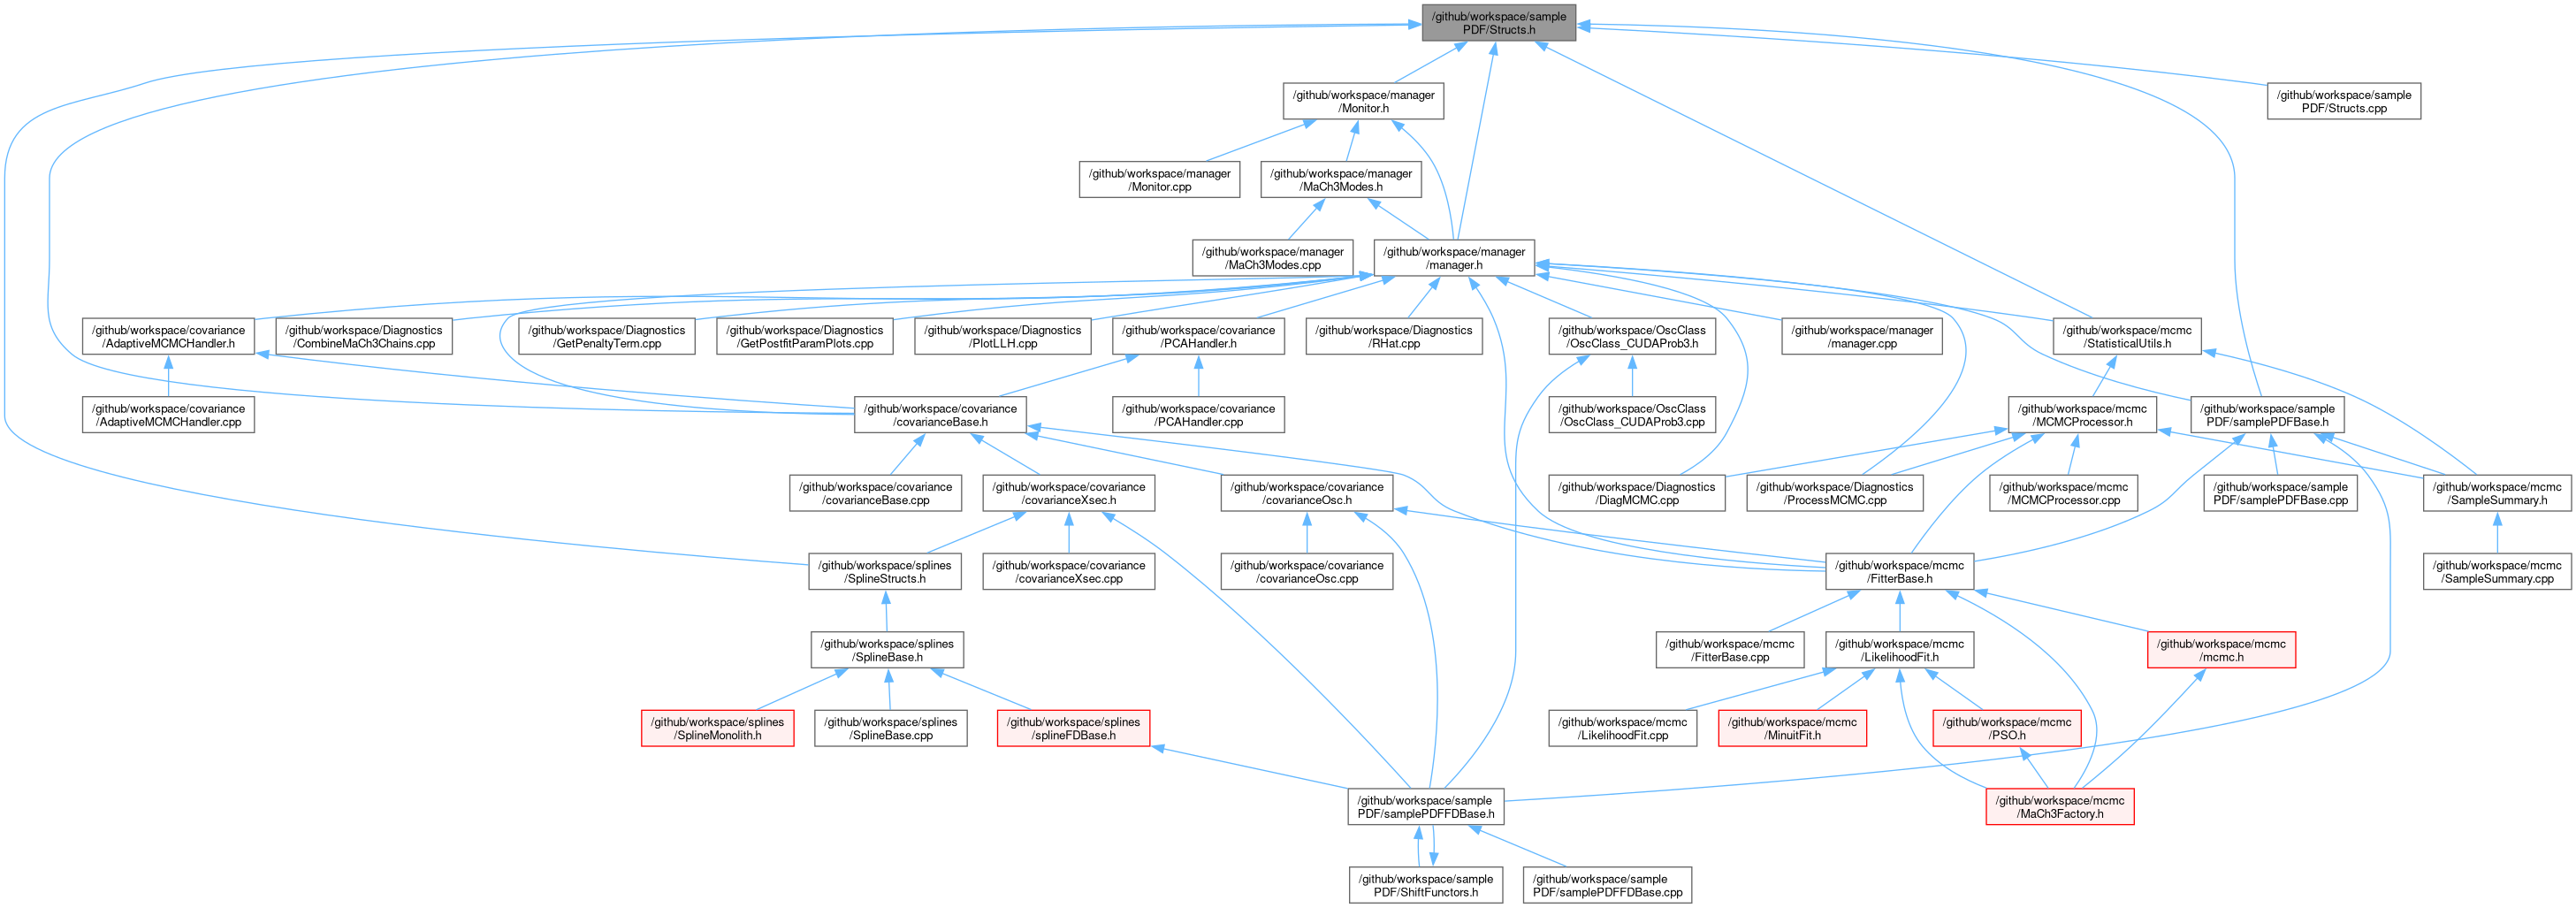 /github/workspace/sample
PDF/Structs.h
/github/workspace/manager
/Monitor.h
/github/workspace/sample
PDF/Structs.cpp
/github/workspace/manager
/Monitor.cpp
/github/workspace/manager
/MaCh3Modes.h
/github/workspace/manager
/MaCh3Modes.cpp
/github/workspace/manager
/manager.h
/github/workspace/covariance
/AdaptiveMCMCHandler.h
/github/workspace/Diagnostics
/CombineMaCh3Chains.cpp
/github/workspace/Diagnostics
/GetPenaltyTerm.cpp
/github/workspace/Diagnostics
/GetPostfitParamPlots.cpp
/github/workspace/Diagnostics
/PlotLLH.cpp
/github/workspace/covariance
/PCAHandler.h
/github/workspace/Diagnostics
/RHat.cpp
/github/workspace/OscClass
/OscClass_CUDAProb3.h
/github/workspace/manager
/manager.cpp
/github/workspace/mcmc
/StatisticalUtils.h
/github/workspace/covariance
/AdaptiveMCMCHandler.cpp
/github/workspace/covariance
/covarianceBase.h
/github/workspace/covariance
/PCAHandler.cpp
/github/workspace/OscClass
/OscClass_CUDAProb3.cpp
/github/workspace/mcmc
/MCMCProcessor.h
/github/workspace/sample
PDF/samplePDFBase.h
/github/workspace/covariance
/covarianceBase.cpp
/github/workspace/covariance
/covarianceXsec.h
/github/workspace/covariance
/covarianceOsc.h
/github/workspace/Diagnostics
/DiagMCMC.cpp
/github/workspace/Diagnostics
/ProcessMCMC.cpp
/github/workspace/mcmc
/MCMCProcessor.cpp
/github/workspace/sample
PDF/samplePDFBase.cpp
/github/workspace/mcmc
/SampleSummary.h
/github/workspace/splines
/SplineStructs.h
/github/workspace/covariance
/covarianceXsec.cpp
/github/workspace/covariance
/covarianceOsc.cpp
/github/workspace/mcmc
/FitterBase.h
/github/workspace/mcmc
/SampleSummary.cpp
/github/workspace/splines
/SplineBase.h
/github/workspace/mcmc
/FitterBase.cpp
/github/workspace/mcmc
/LikelihoodFit.h
/github/workspace/mcmc
/mcmc.h
/github/workspace/splines
/SplineMonolith.h
/github/workspace/splines
/SplineBase.cpp
/github/workspace/splines
/splineFDBase.h
/github/workspace/mcmc
/LikelihoodFit.cpp
/github/workspace/mcmc
/MinuitFit.h
/github/workspace/mcmc
/PSO.h
/github/workspace/sample
PDF/samplePDFFDBase.h
/github/workspace/mcmc
/MaCh3Factory.h
/github/workspace/sample
PDF/ShiftFunctors.h
/github/workspace/sample
PDF/samplePDFFDBase.cpp